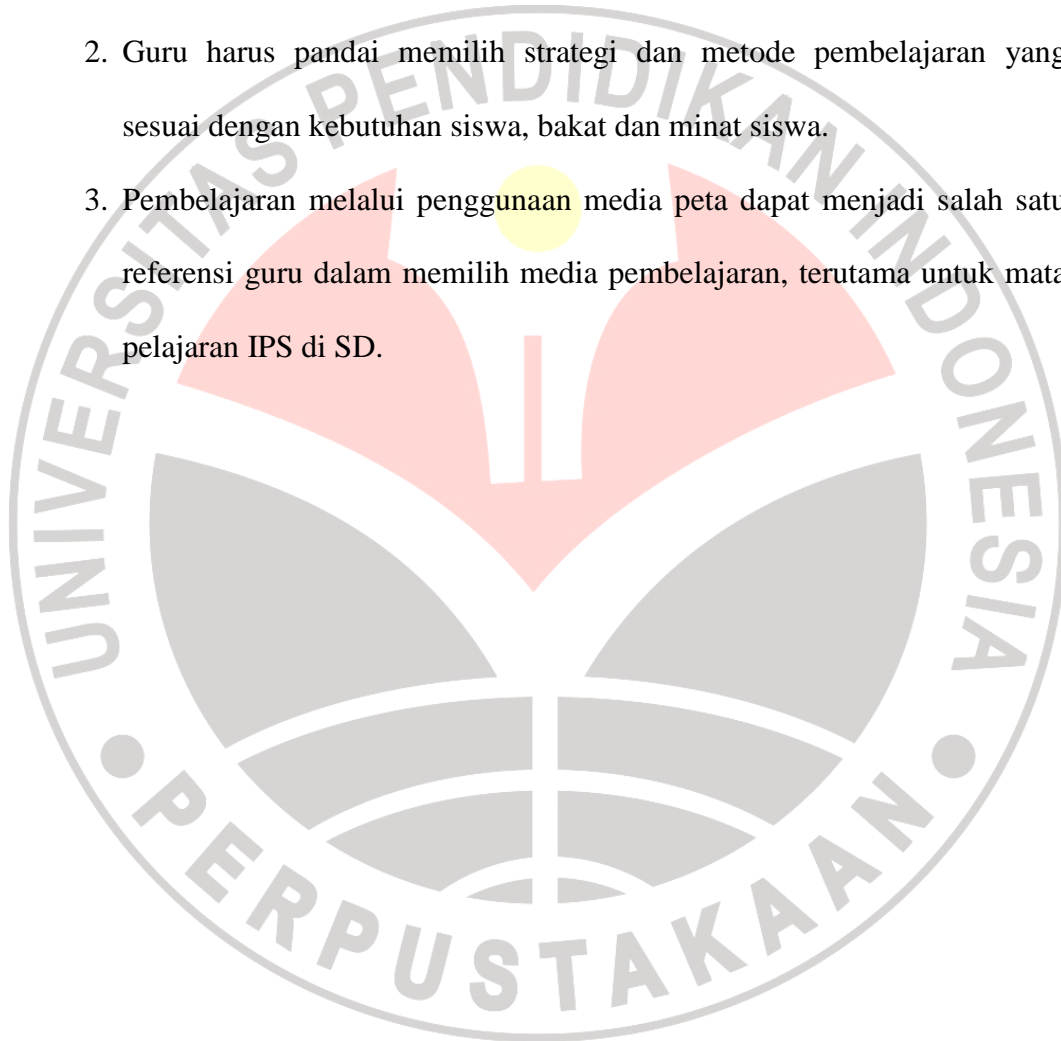 2. Guru harus pandai memilih strategi dan metode pembelajaran yang
sesuai dengan kebutuhan siswa, bakat dan minat siswa.
3. Pembelajaran melalui penggunaan media peta dapat menjadi salah satu
referensi guru dalam memilih media pembelajaran, terutama untuk mata
pelajaran IPS di SD.
UNIVERSITAS PENDIDIKAN INDONESIA
PERPUSTAKAAN